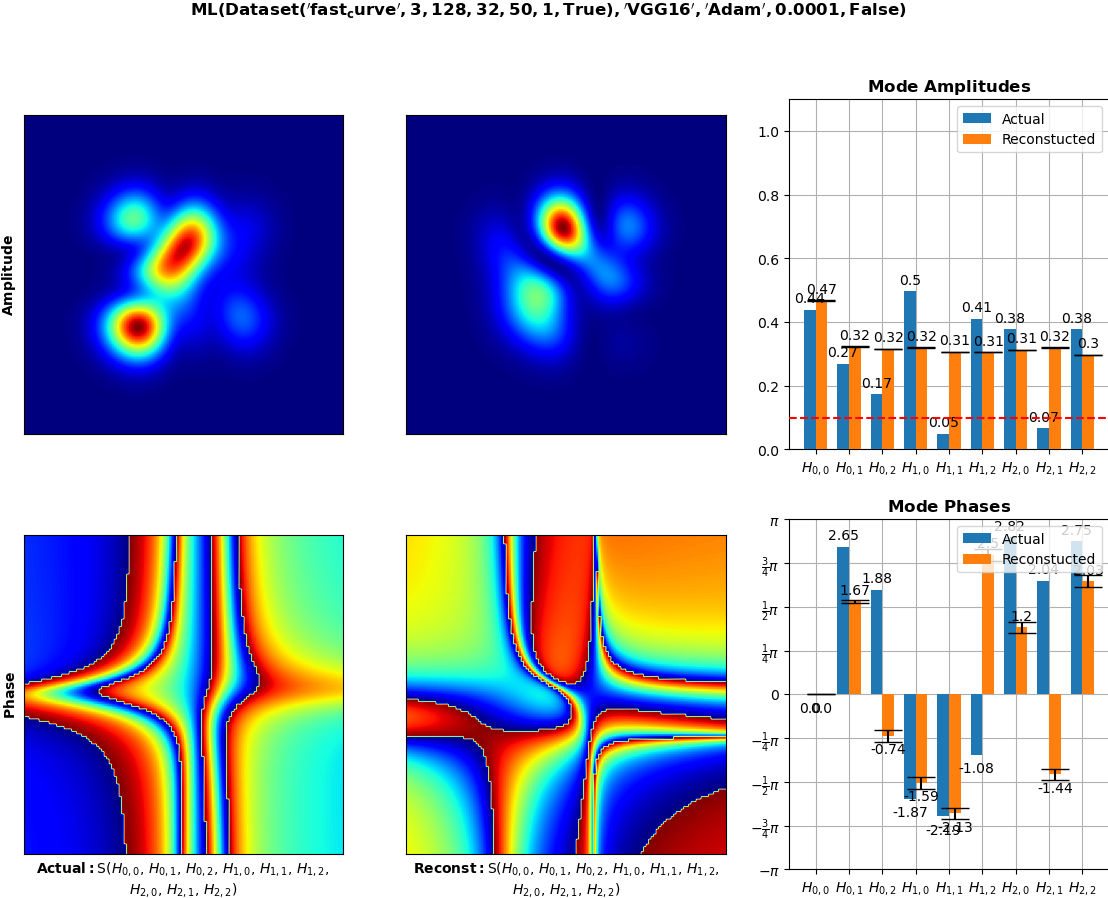 ML(Dataset('fast_curve', 3, 128, 32, 50, 1, True), 'VGG16', 'Adam', 0.0001, False)
Amplitude
Mode Amplitudes
Actual
Reconstucted
1.0
0.8
0.6
0.4
0.2
0.0
0.44
0.47
0.27
0.32
0.17
0.32
0.5
0.32
0.05
0.31
0.41
0.31
0.38
0.31
0.07
0.32
0.38
0.3
H0,0 H0,1 H0,2 H1,0 H1,1 H1,2 H2,0 H2,1 H2,2
Phase
Mode Phases
Actual
Reconstucted
π
3/4π
1/2π
1/4π
0
−1/4π
−1/2π
−3/4π
−π
0.0
0.0
2.65
1.67
1.88
-0.74
-1.87
-1.59
-2.13
-1.08
2.82
1.2
2.04
-1.44
2.75
H0,0 H0,1 H0,2 H1,0 H1,1 H1,2 H2,0 H2,1 H2,2
Actual: S(H0,0, H0,1, H0,2, H1,0, H1,1, H1,2,
H2,0, H2,1, H2,2)
Reconst: S(H0,0, H0,1, H0,2, H1,0, H1,1, H1,2,
H2,0, H2,1, H2,2)